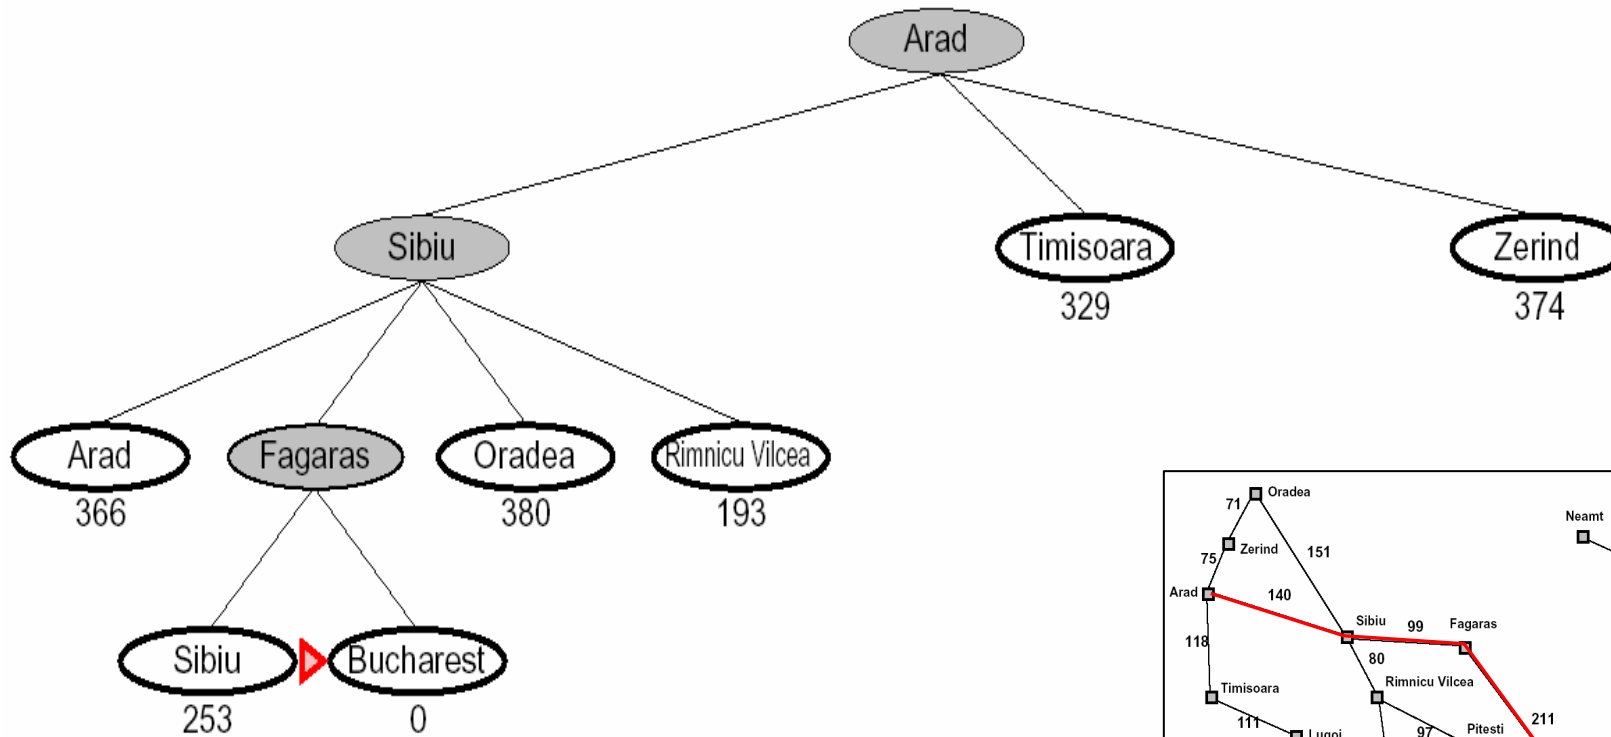 Arad
Sibiu
Timisoara
Zerind
329
374
Arad
Fagaras
Oradea
Rimnicu Vilcea
366
380
193
Sibiu
Bucharest
253
0
Oradea
71
Neamt
Zerind
151
75
Arad
140
Sibiu
99
Fagaras
118
80
Timisoara
Rimnicu Vilcea
111
Lugoj
97
Pitesti
211